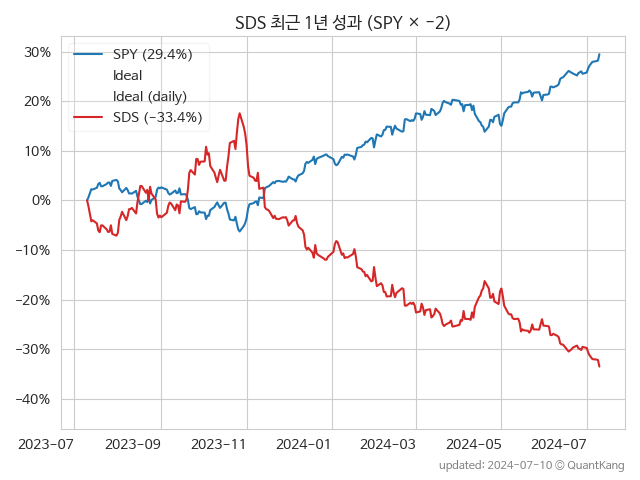 SDS 최근 1년 성과 (SPY × −2)
SPY (29.4%)
Ideal
Ideal (daily)
SDS (−33.4%)
30%
20%
10%
0%
−10%
−20%
−30%
−40%
2023-07 2023-09 2023-11 2024-01 2024-03 2024-05 2024-07
updated: 2024-07-10 © QuantKang